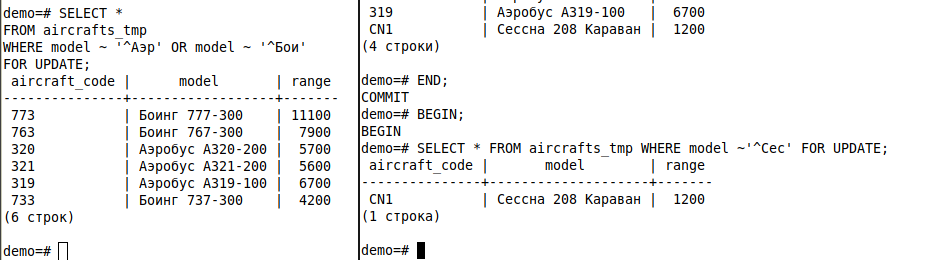 demo=# SELECT *
FROM aircrafts_tmp
WHERE model ~ '^Аэр' OR model ~ '^Бои'
FOR UPDATE;
 aircraft_code |      model       | range
---------------+------------------+-------
 773           | Боинг 777-300    | 11100
 763           | Боинг 767-300    |  7900
 320           | Аэробус A320-200 |  5700
 321           | Аэробус A321-200 |  5600
 319           | Аэробус A319-100 |  6700
 733           | Боинг 737-300    |  4200
(6 строк)
demo=#
 319           | Аэробус A319-100   |  6700
 CN1           | Сессна 208 Караван |  1200
(4 строки)
demo=# END;
COMMIT
demo=# BEGIN;
BEGIN
demo=# SELECT * FROM aircrafts_tmp WHERE model ~'^Сес' FOR UPDATE;
 aircraft_code |       model        | range
---------------+--------------------+-------
 CN1           | Сессна 208 Караван |  1200
(1 строка)
demo=#